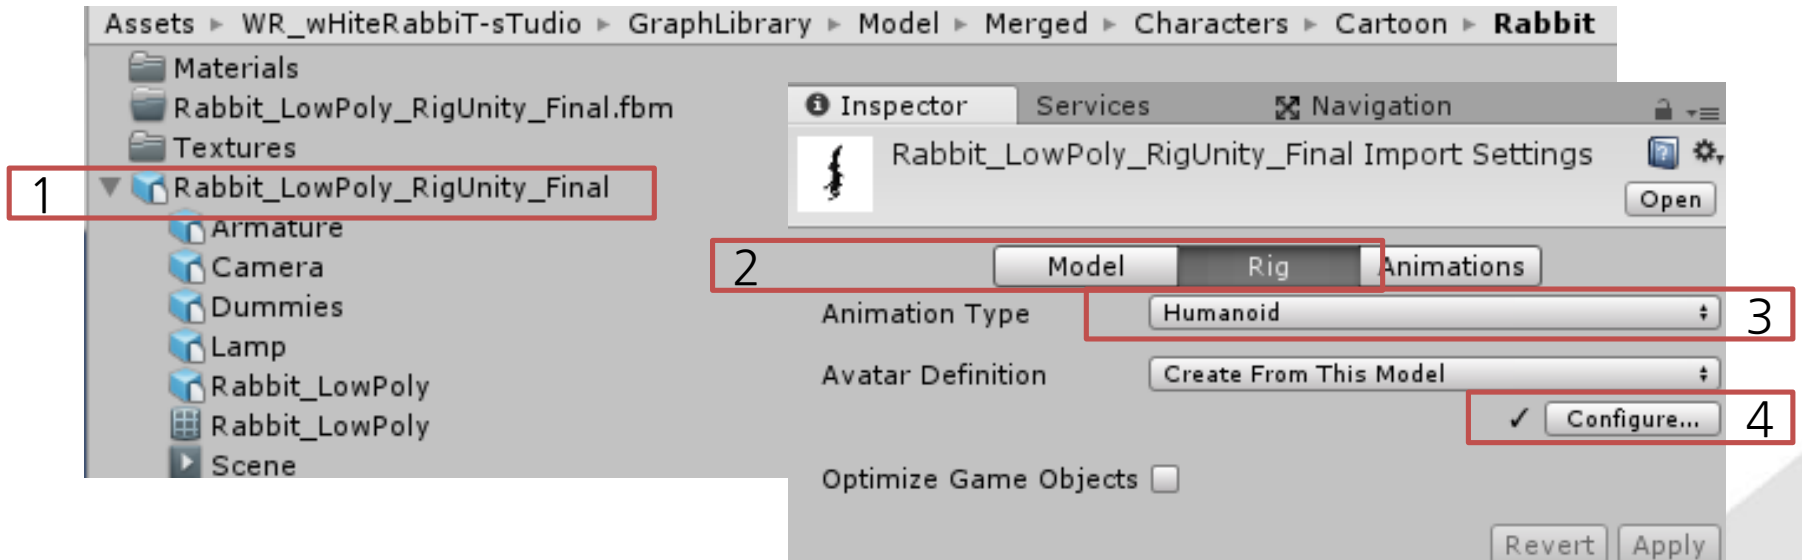 Assets ▸ WR_wHiteRabbiT-sTudio ▸ GraphLibrary ▸ Model ▸ Merged ▸ Characters ▸ Cartoon ▸ Rabbit
Materials
Rabbit_LowPoly_RigUnity_Final.fbm
Textures
1 Rabbit_LowPoly_RigUnity_Final
Armature
Camera
Dummies
Lamp
Rabbit_LowPoly
Rabbit_LowPoly
Scene
Inspector Services Navigation
Rabbit_LowPoly_RigUnity_Final Import Settings
Open
2 Model Rig Animations
Animation Type Humanoid 3
Avatar Definition Create From This Model
✓ Configure... 4
Optimize Game Objects
Revert Apply